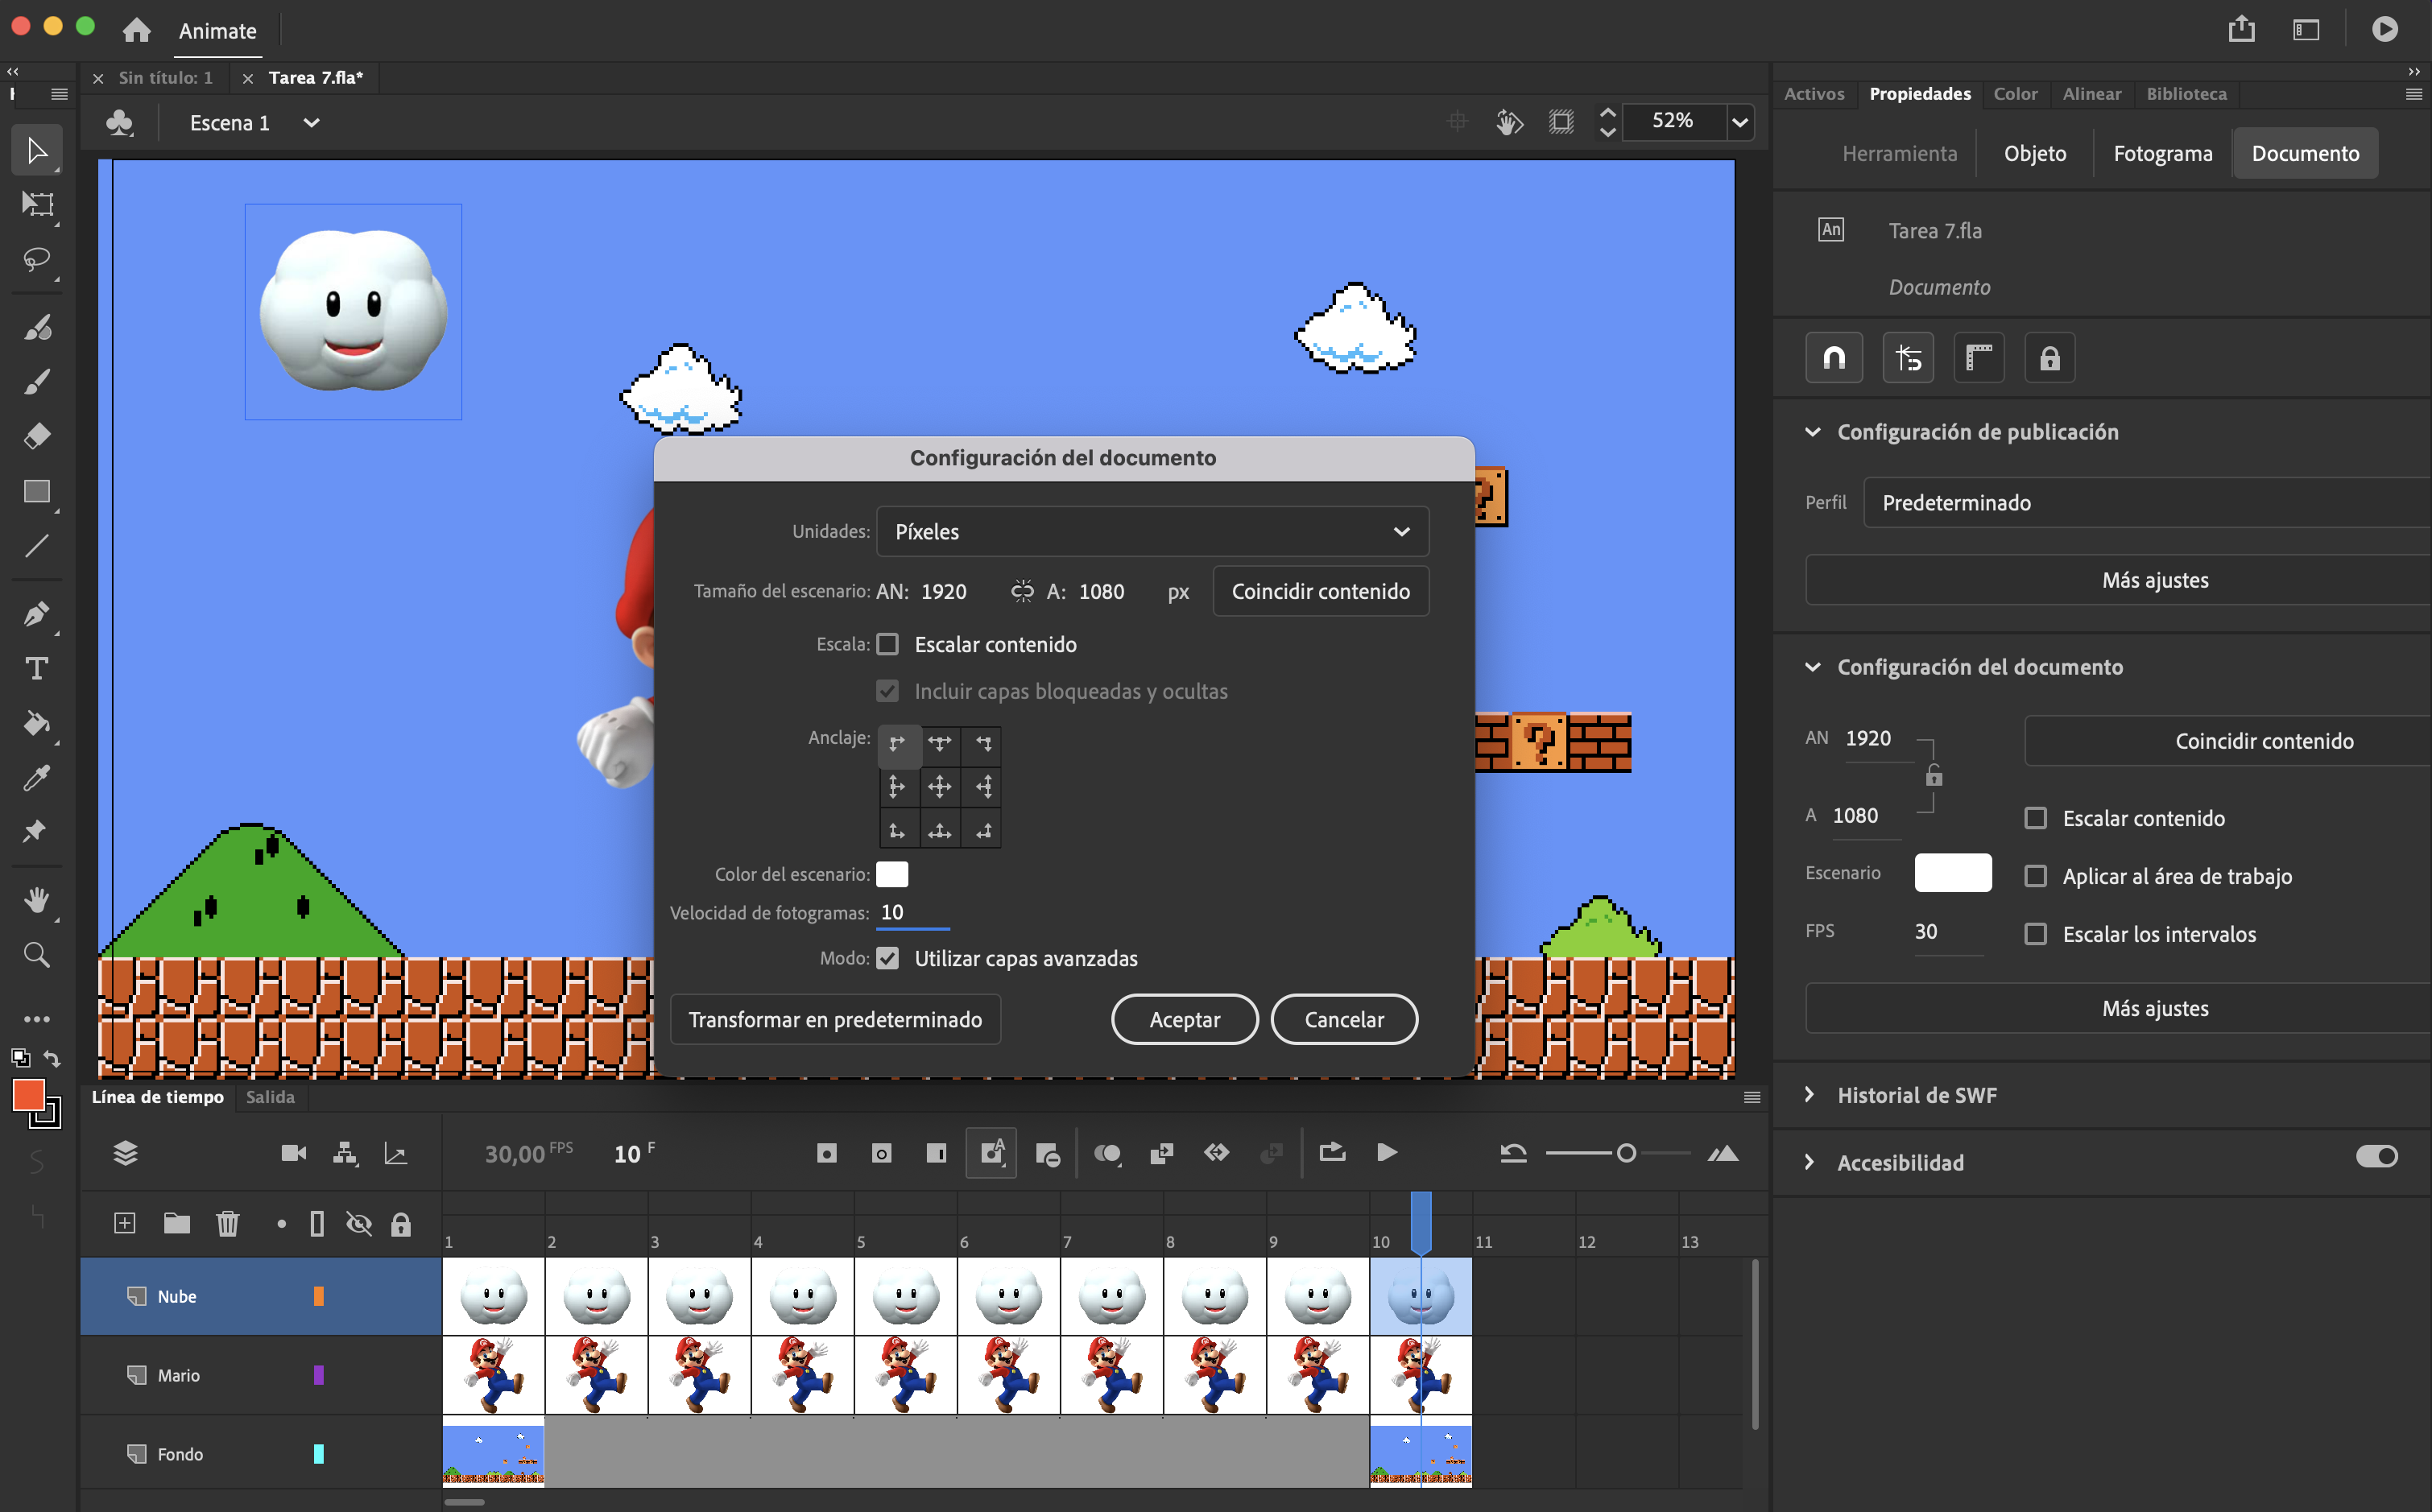 Animate
Sin título: 1
Tarea 7.fla*
Escena 1
52%
Activos
Propiedades
Color
Alinear
Biblioteca
Herramienta
Objeto
Fotograma
Documento
An
Tarea 7.fla
Documento
Configuración de publicación
Perfil
Predeterminado
Más ajustes
Configuración del documento
AN 1920
Coincidir contenido
A 1080
Escalar contenido
Escenario
Aplicar al área de trabajo
FPS 30
Escalar los intervalos
Más ajustes
Historial de SWF
Accesibilidad
Configuración del documento
Unidades: Píxeles
Tamaño del escenario: AN: 1920 A: 1080 px Coincidir contenido
Escala: Escalar contenido
Incluir capas bloqueadas y ocultas
Anclaje:
Color del escenario:
Velocidad de fotogramas: 10
Modo: Utilizar capas avanzadas
Transformar en predeterminado
Aceptar
Cancelar
Línea de tiempo
Salida
30,00 FPS
10 F
1 2 3 4 5 6 7 8 9 10 11 12 13
Nube
Mario
Fondo